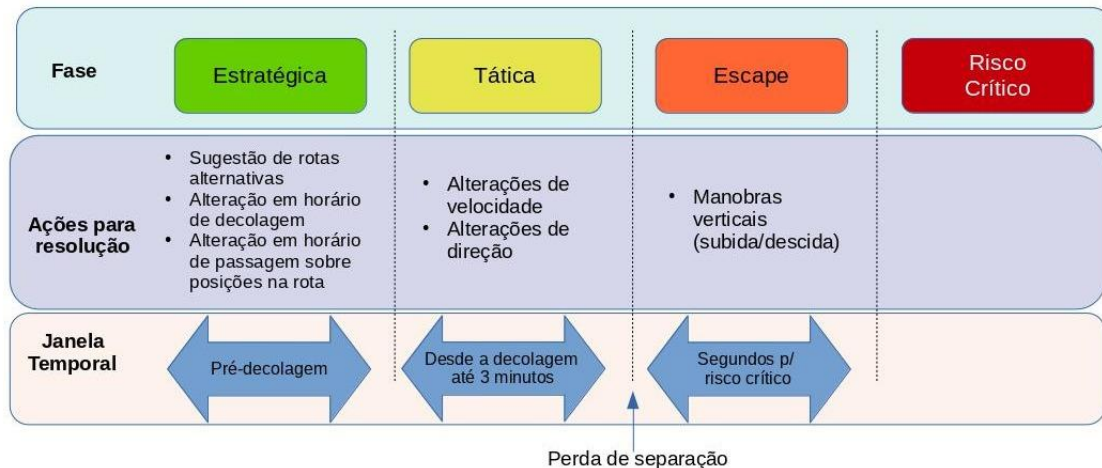 Fase
Estratégica
Tática
Escape
Risco
Crítico
Ações para
resolução
• Sugestão de rotas
alternativas
• Alteração em horário
de decolagem
• Alteração em horário
de passagem sobre
posições na rota
• Alterações de
velocidade
• Alterações de
direção
• Manobras
verticais
(subida/descida)
Janela
Temporal
Pré-decolagem
Desde a decolagem
até 3 minutos
Segundos p/
risco crítico
Perda de separação